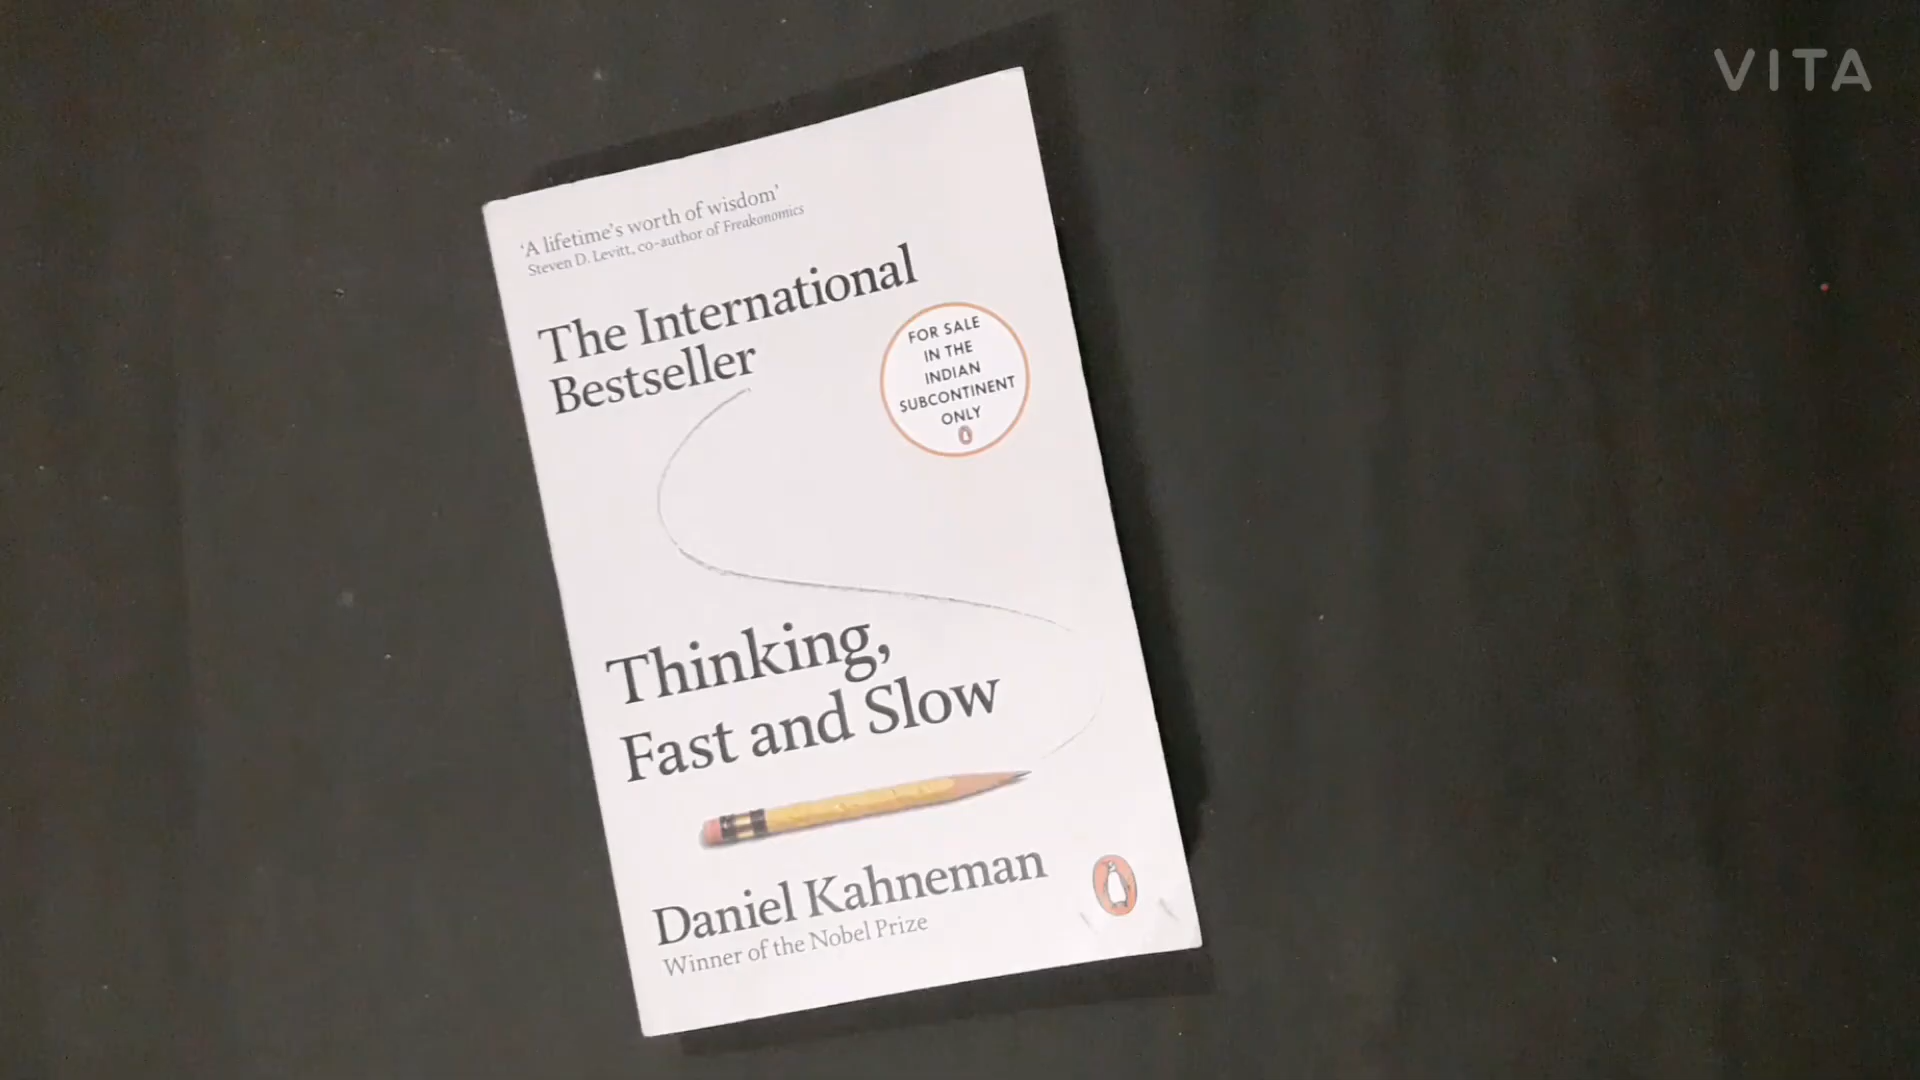 VITA
‘A lifetime’s worth of wisdom’
Steven D. Levitt, co-author of Freakonomics
The International
Bestseller
FOR SALE
IN THE
INDIAN
SUBCONTINENT
ONLY
Thinking,
Fast and Slow
Daniel Kahneman
Winner of the Nobel Prize